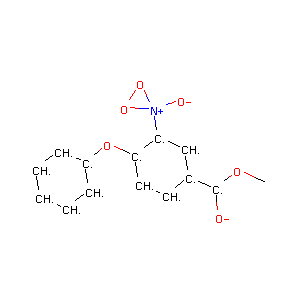 O
O N+ O−
CH. O C. C.
CH. C. C. CH.
CH. CH. CH. C. O
CH. CH. C.
O−